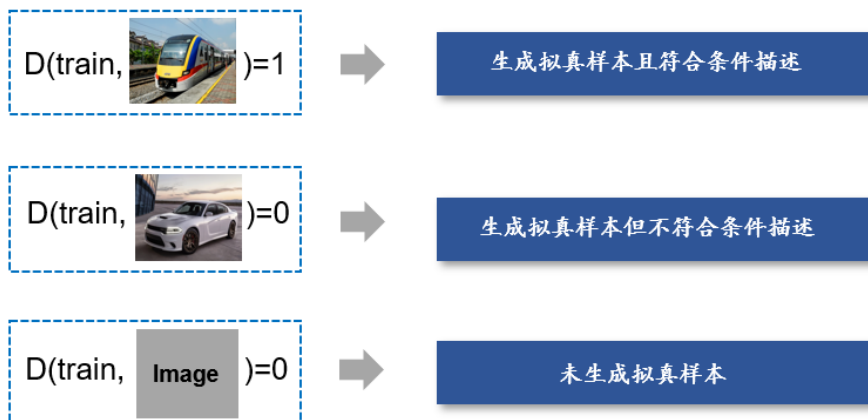 D(train, )=1
生成拟真样本且符合条件描述
D(train, )=0
生成拟真样本但不符合条件描述
D(train, Image )=0
未生成拟真样本